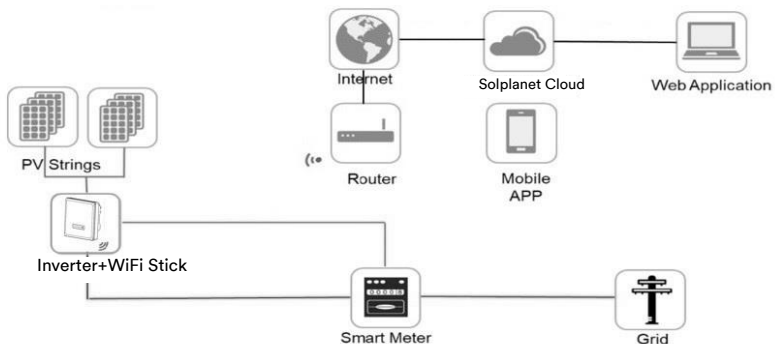 Internet
Solplanet Cloud
Web Application
PV Strings
Router
Mobile
APP
Inverter+WiFi Stick
Smart Meter
Grid